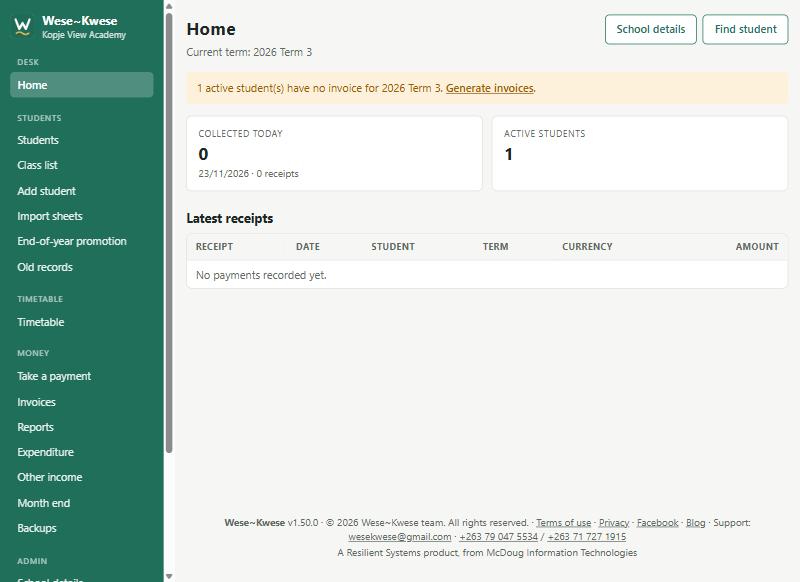 Wese~Kwese
Kopje View Academy
DESK
Home
STUDENTS
Students
Class list
Add student
Import sheets
End-of-year promotion
Old records
TIMETABLE
Timetable
MONEY
Take a payment
Invoices
Reports
Expenditure
Other income
Month end
Backups
ADMIN
School details
Home
Current term: 2026 Term 3
School details
Find student
1 active student(s) have no invoice for 2026 Term 3. Generate invoices.
COLLECTED TODAY
0
23/11/2026 · 0 receipts
ACTIVE STUDENTS
1
Latest receipts
RECEIPT DATE STUDENT TERM CURRENCY AMOUNT
No payments recorded yet.
Wese~Kwese v1.50.0 · © 2026 Wese~Kwese team. All rights reserved. · Terms of use · Privacy · Facebook · Blog · Support:
wesekwese@gmail.com · +263 79 047 5534 / +263 71 727 1915
A Resilient Systems product, from McDoug Information Technologies